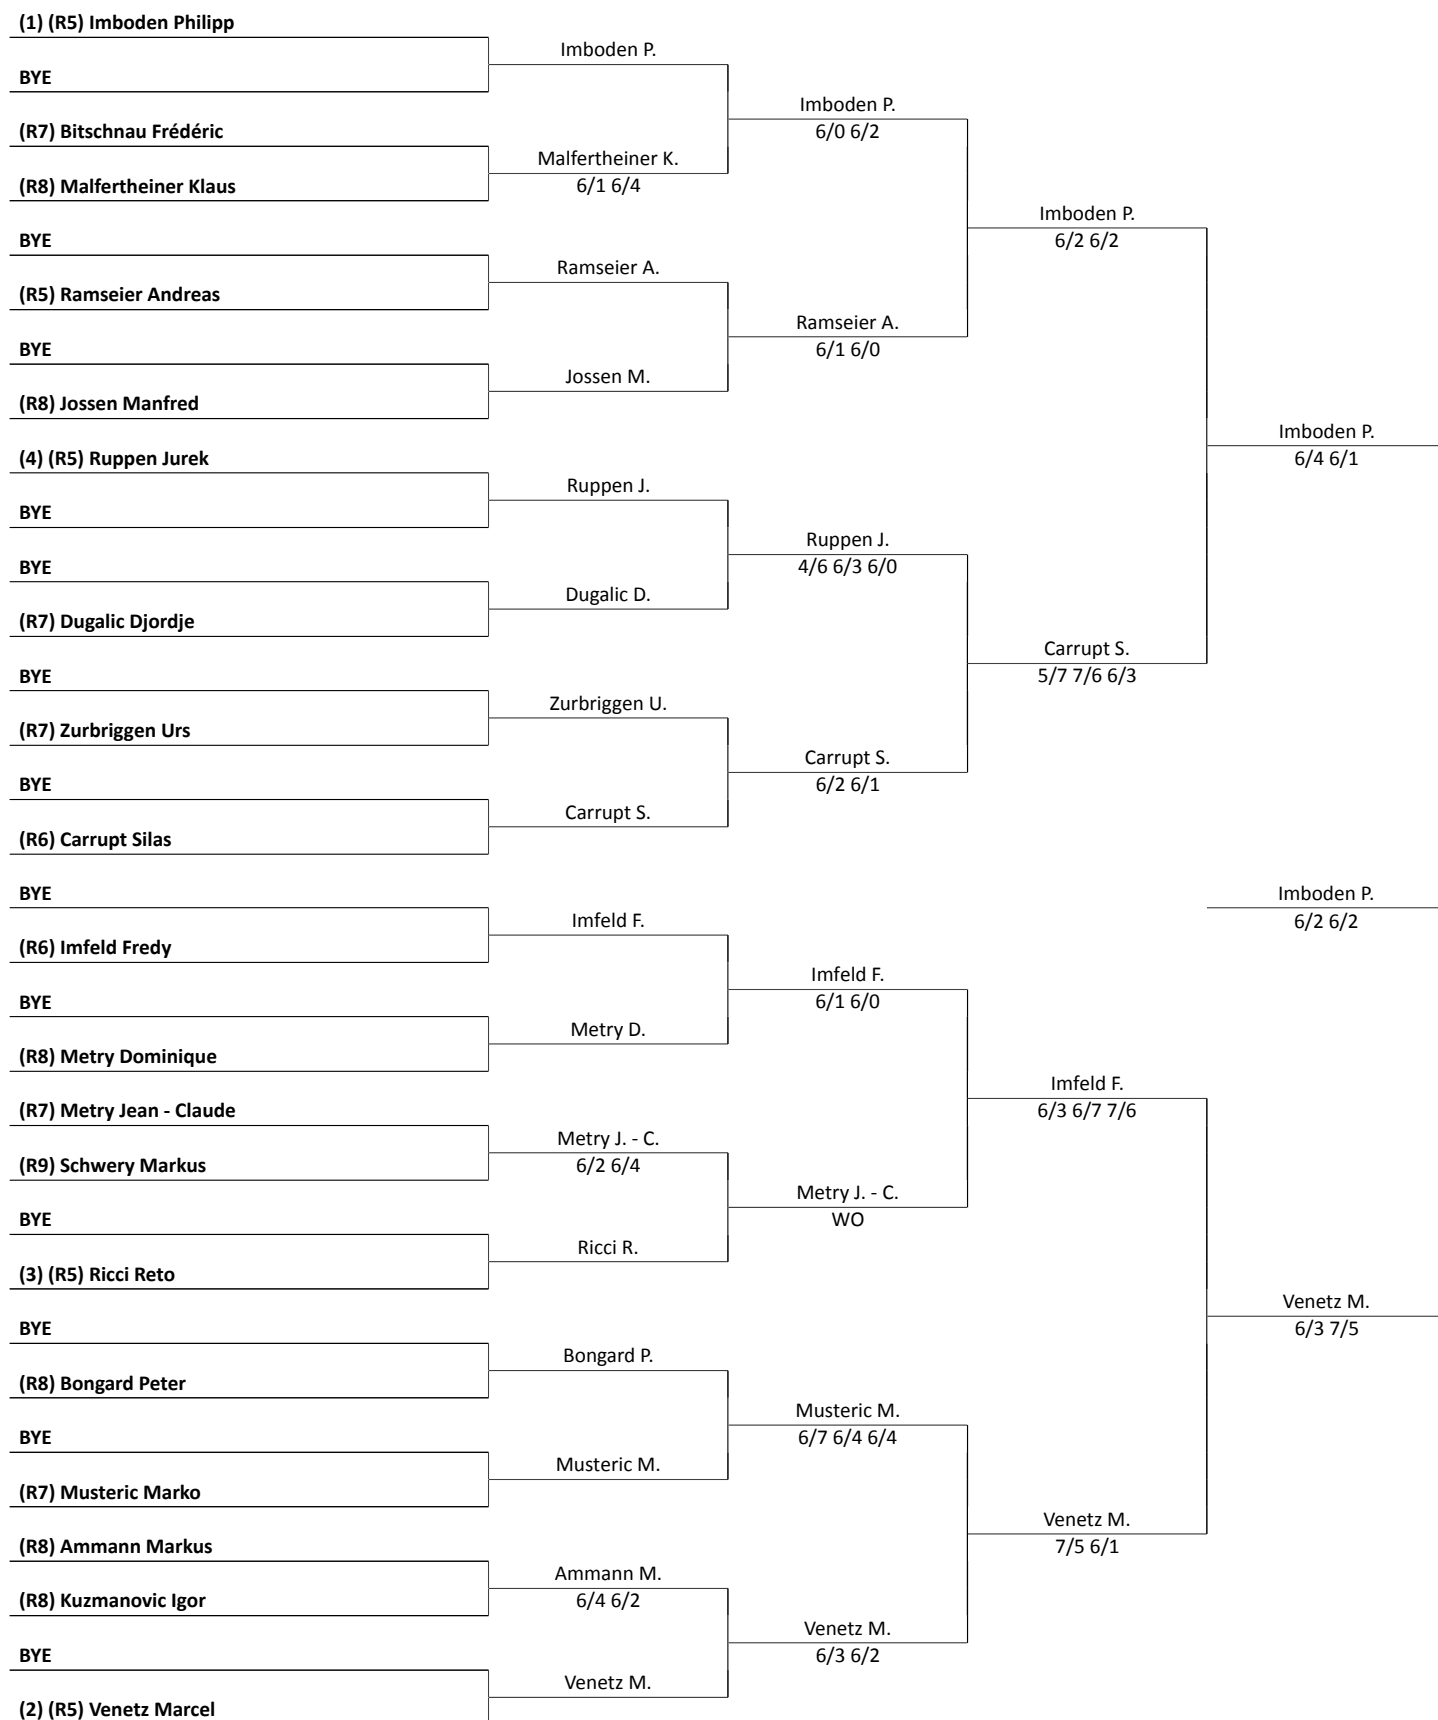 (1) (R5) Imboden Philipp
Imboden P.
BYE
Imboden P.
6/0 6/2
(R7) Bitschnau Frédéric
Malfertheiner K.
6/1 6/4
(R8) Malfertheiner Klaus
Imboden P.
6/2 6/2
BYE
Ramseier A.
(R5) Ramseier Andreas
Ramseier A.
6/1 6/0
BYE
Jossen M.
(R8) Jossen Manfred
Imboden P.
6/4 6/1
(4) (R5) Ruppen Jurek
Ruppen J.
BYE
Ruppen J.
4/6 6/3 6/0
BYE
Dugalic D.
(R7) Dugalic Djordje
Carrupt S.
5/7 7/6 6/3
BYE
Zurbriggen U.
(R7) Zurbriggen Urs
Carrupt S.
6/2 6/1
BYE
Carrupt S.
(R6) Carrupt Silas
BYE
Imboden P.
6/2 6/2
Imfeld F.
(R6) Imfeld Fredy
Imfeld F.
6/1 6/0
BYE
Metry D.
(R8) Metry Dominique
Imfeld F.
6/3 6/7 7/6
(R7) Metry Jean - Claude
Metry J. - C.
6/2 6/4
(R9) Schwery Markus
Metry J. - C.
WO
BYE
Ricci R.
(3) (R5) Ricci Reto
Venetz M.
6/3 7/5
BYE
Bongard P.
(R8) Bongard Peter
Musteric M.
6/7 6/4 6/4
BYE
Musteric M.
(R7) Musteric Marko
Venetz M.
7/5 6/1
(R8) Ammann Markus
Ammann M.
6/4 6/2
(R8) Kuzmanovic Igor
Venetz M.
6/3 6/2
BYE
Venetz M.
(2) (R5) Venetz Marcel